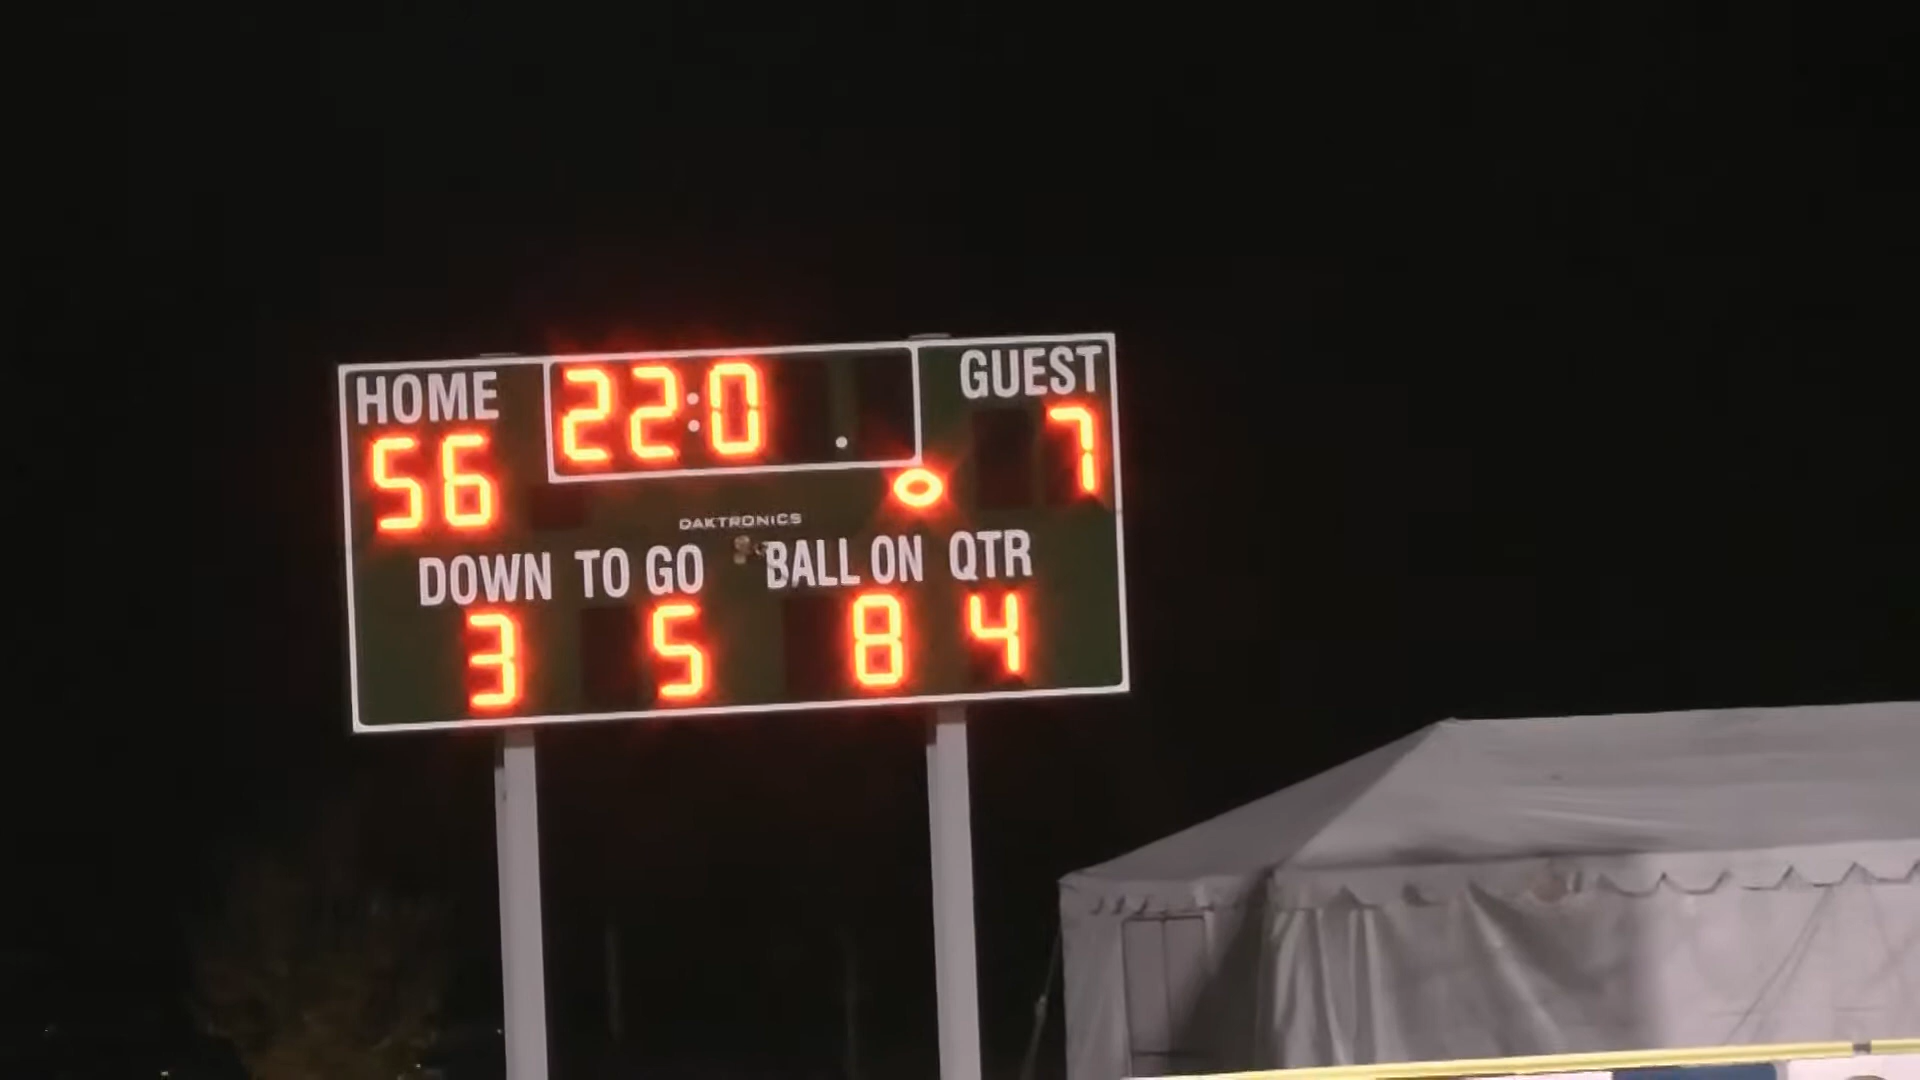 HOME 22:0 . GUEST
56 7
DAKTRONICS
DOWN TO GO BALL ON QTR
3 5 8 4